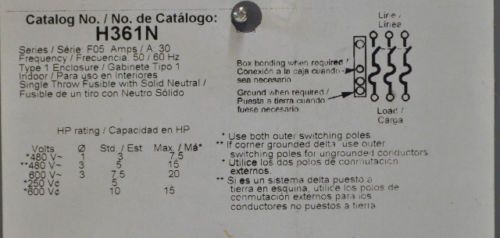 Catalog No. / No. de Catálogo:
H361N
Series / Série: F05 Amps / A: 30
Frequency / Frecuencia: 50 / 60 Hz
Type 1 Enclosure / Gabinete Tipo 1
Indoor / Para uso en Interiores
Single Throw Fusible with Solid Neutral /
Fusible de un tiro con Neutro Sólido
Line /
Línea
Box bonding when required /
Conexión a la caja cuando
sea necesario
Ground when required /
Puesta a tierra cuando
fuese necesario.
Load /
Carga
HP rating / Capacidad en HP
Volts Ø Std. / Est Max. / Má*
*480 V~ 1 3 7.5
**480 V~ 3 5 15
600 V~ 3 7.5 20
*250 V 5
*600 V 10 15
* Use both outer switching poles.
** If corner grounded delta use outer
switching poles for ungrounded conductors
* Utilice los dos polos de conmutación
externos.
** Si es un sistema delta puesto a
tierra en esquina, utilice los polos de
conmutación externos para los
conductores no puestos a tierra